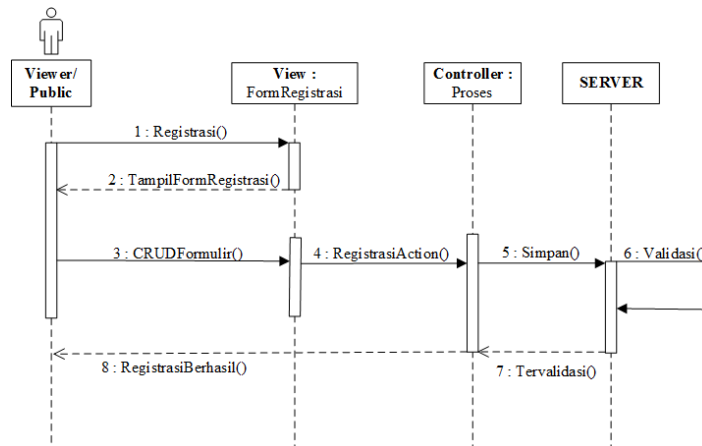 Viewer/
Public
View :
FormRegistrasi
Controller :
Proses
SERVER
1 : Registrasi()
2 : TampilFormRegistrasi()
3 : CRUDFormulir()
4 : RegistrasiAction()
5 : Simpan()
6 : Validasi()
7 : Tervalidasi()
8 : RegistrasiBerhasil()